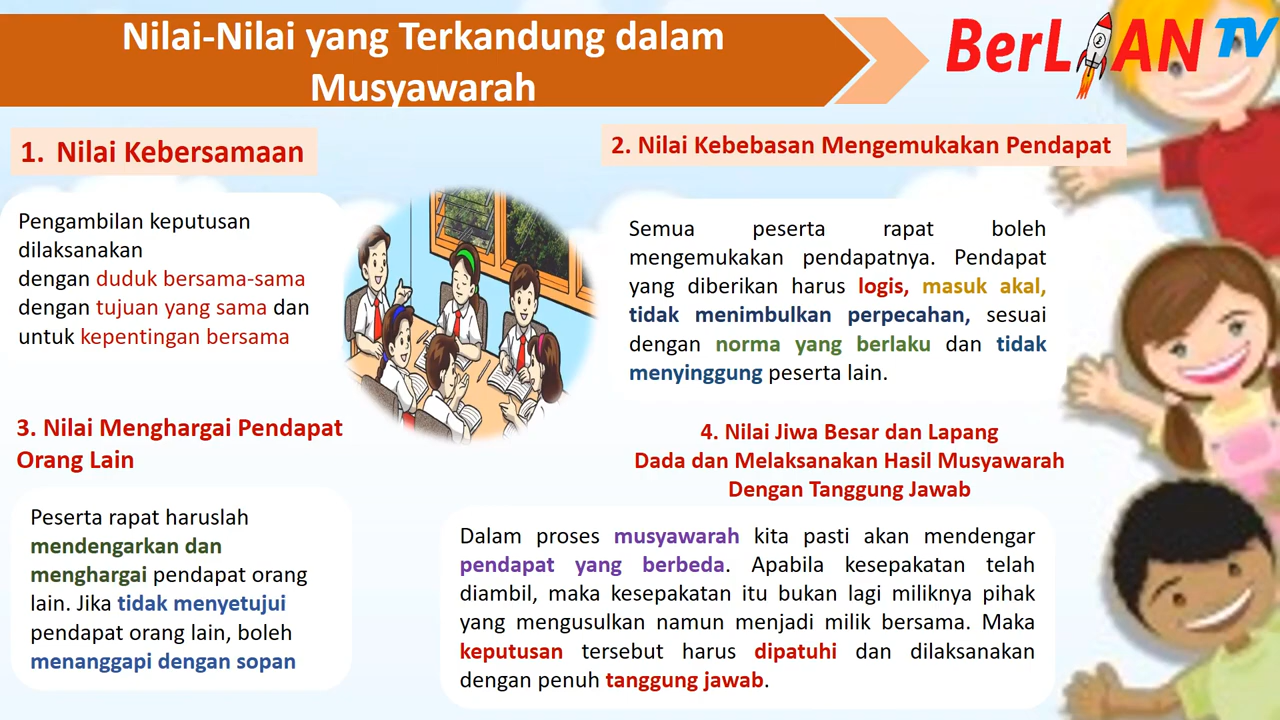 Nilai-Nilai yang Terkandung dalam
Musyawarah
BerLIAN TV
1. Nilai Kebersamaan
Pengambilan keputusan
dilaksanakan
dengan duduk bersama-sama
dengan tujuan yang sama dan
untuk kepentingan bersama
2. Nilai Kebebasan Mengemukakan Pendapat
Semua peserta rapat boleh
mengemukakan pendapatnya. Pendapat
yang diberikan harus logis, masuk akal,
tidak menimbulkan perpecahan, sesuai
dengan norma yang berlaku dan tidak
menyinggung peserta lain.
3. Nilai Menghargai Pendapat
Orang Lain
Peserta rapat haruslah
mendengarkan dan
menghargai pendapat orang
lain. Jika tidak menyetujui
pendapat orang lain, boleh
menanggapi dengan sopan
4. Nilai Jiwa Besar dan Lapang
Dada dan Melaksanakan Hasil Musyawarah
Dengan Tanggung Jawab
Dalam proses musyawarah kita pasti akan mendengar
pendapat yang berbeda. Apabila kesepakatan telah
diambil, maka kesepakatan itu bukan lagi miliknya pihak
yang mengusulkan namun menjadi milik bersama. Maka
keputusan tersebut harus dipatuhi dan dilaksanakan
dengan penuh tanggung jawab.